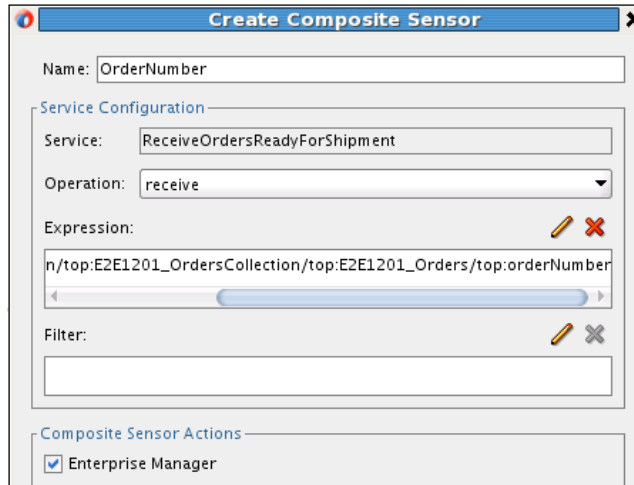 Create Composite Sensor
Name: OrderNumber
Service Configuration
Service: ReceiveOrdersReadyForShipment
Operation: receive
Expression:
n/top:E2E1201_OrdersCollection/top:E2E1201_Orders/top:orderNumber
Filter:
Composite Sensor Actions
Enterprise Manager